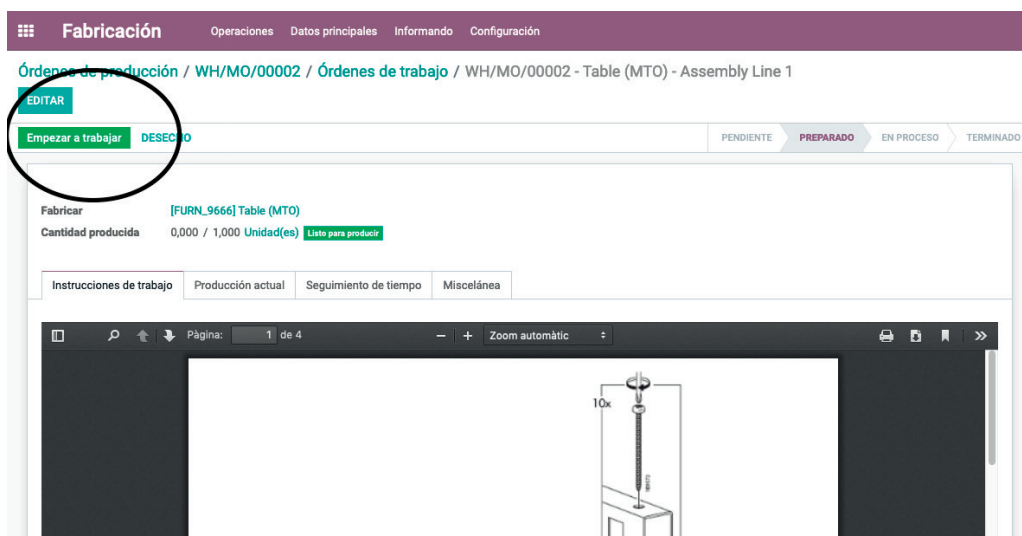 Fabricación Operaciones Datos principales Informando Configuración
Órdenes de producción / WH/MO/00002 / Órdenes de trabajo / WH/MO/00002 - Table (MTO) - Assembly Line 1
EDITAR
Empezar a trabajar DESECHO PENDIENTE PREPARADO EN PROCESO TERMINADO
Fabricar [FURN_9666] Table (MTO)
Cantidad producida 0,000 / 1,000 Unidad(es) Listo para producir
Instrucciones de trabajo Producción actual Seguimiento de tiempo Miscelánea
Pàgina: 1 de 4 Zoom automàtic
10x